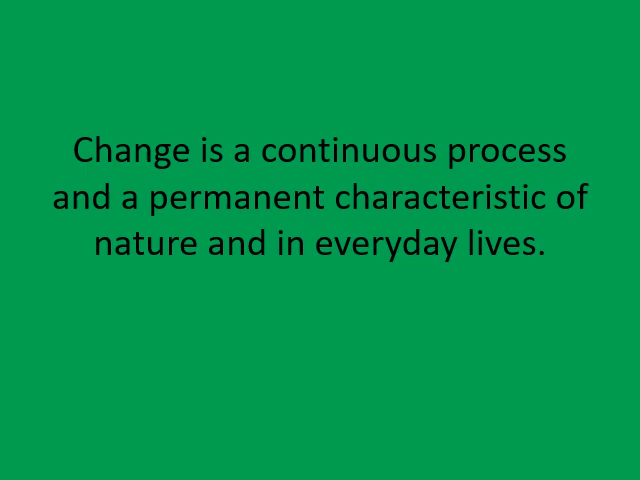 Change is a continuous process
and a permanent characteristic of
nature and in everyday lives.